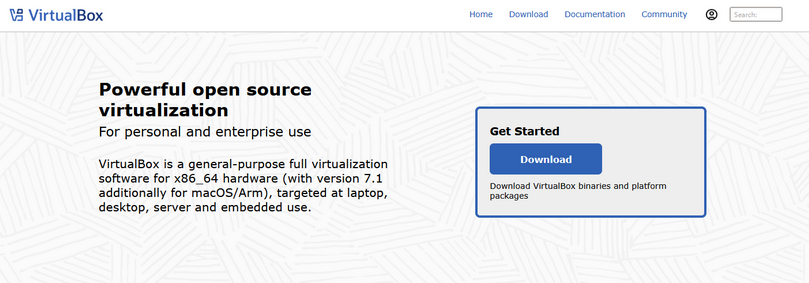 VirtualBox
Home
Download
Documentation
Community
Search:
Powerful open source
virtualization
For personal and enterprise use
VirtualBox is a general-purpose full virtualization
software for x86_64 hardware (with version 7.1
additionally for macOS/Arm), targeted at laptop,
desktop, server and embedded use.
Get Started
Download
Download VirtualBox binaries and platform
packages